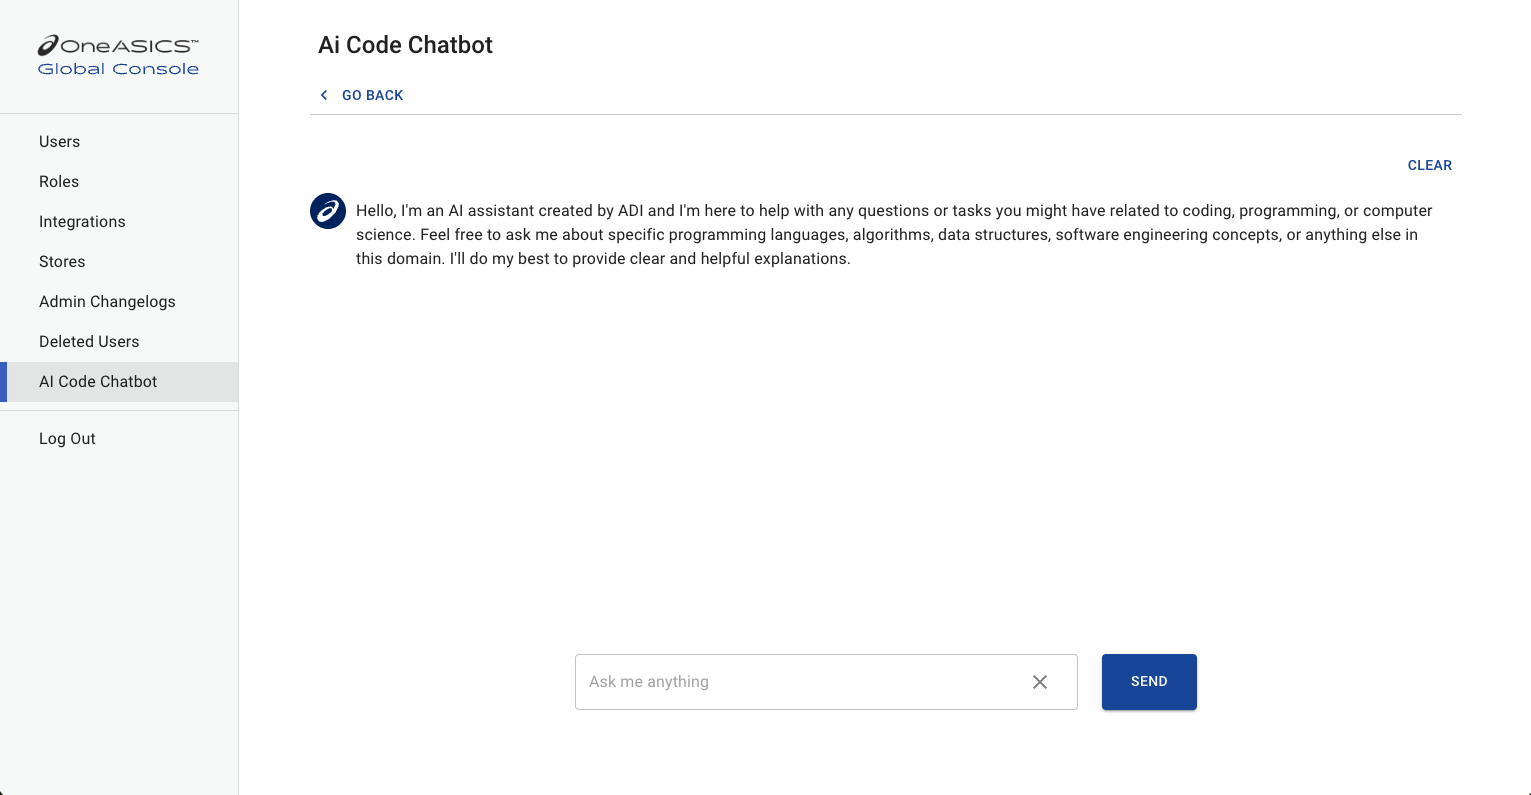 OneASICS™
Global Console
Users
Roles
Integrations
Stores
Admin Changelogs
Deleted Users
AI Code Chatbot
Log Out
Ai Code Chatbot
GO BACK
CLEAR
Hello, I'm an AI assistant created by ADI and I'm here to help with any questions or tasks you might have related to coding, programming, or computer
science. Feel free to ask me about specific programming languages, algorithms, data structures, software engineering concepts, or anything else in
this domain. I'll do my best to provide clear and helpful explanations.
Ask me anything
SEND